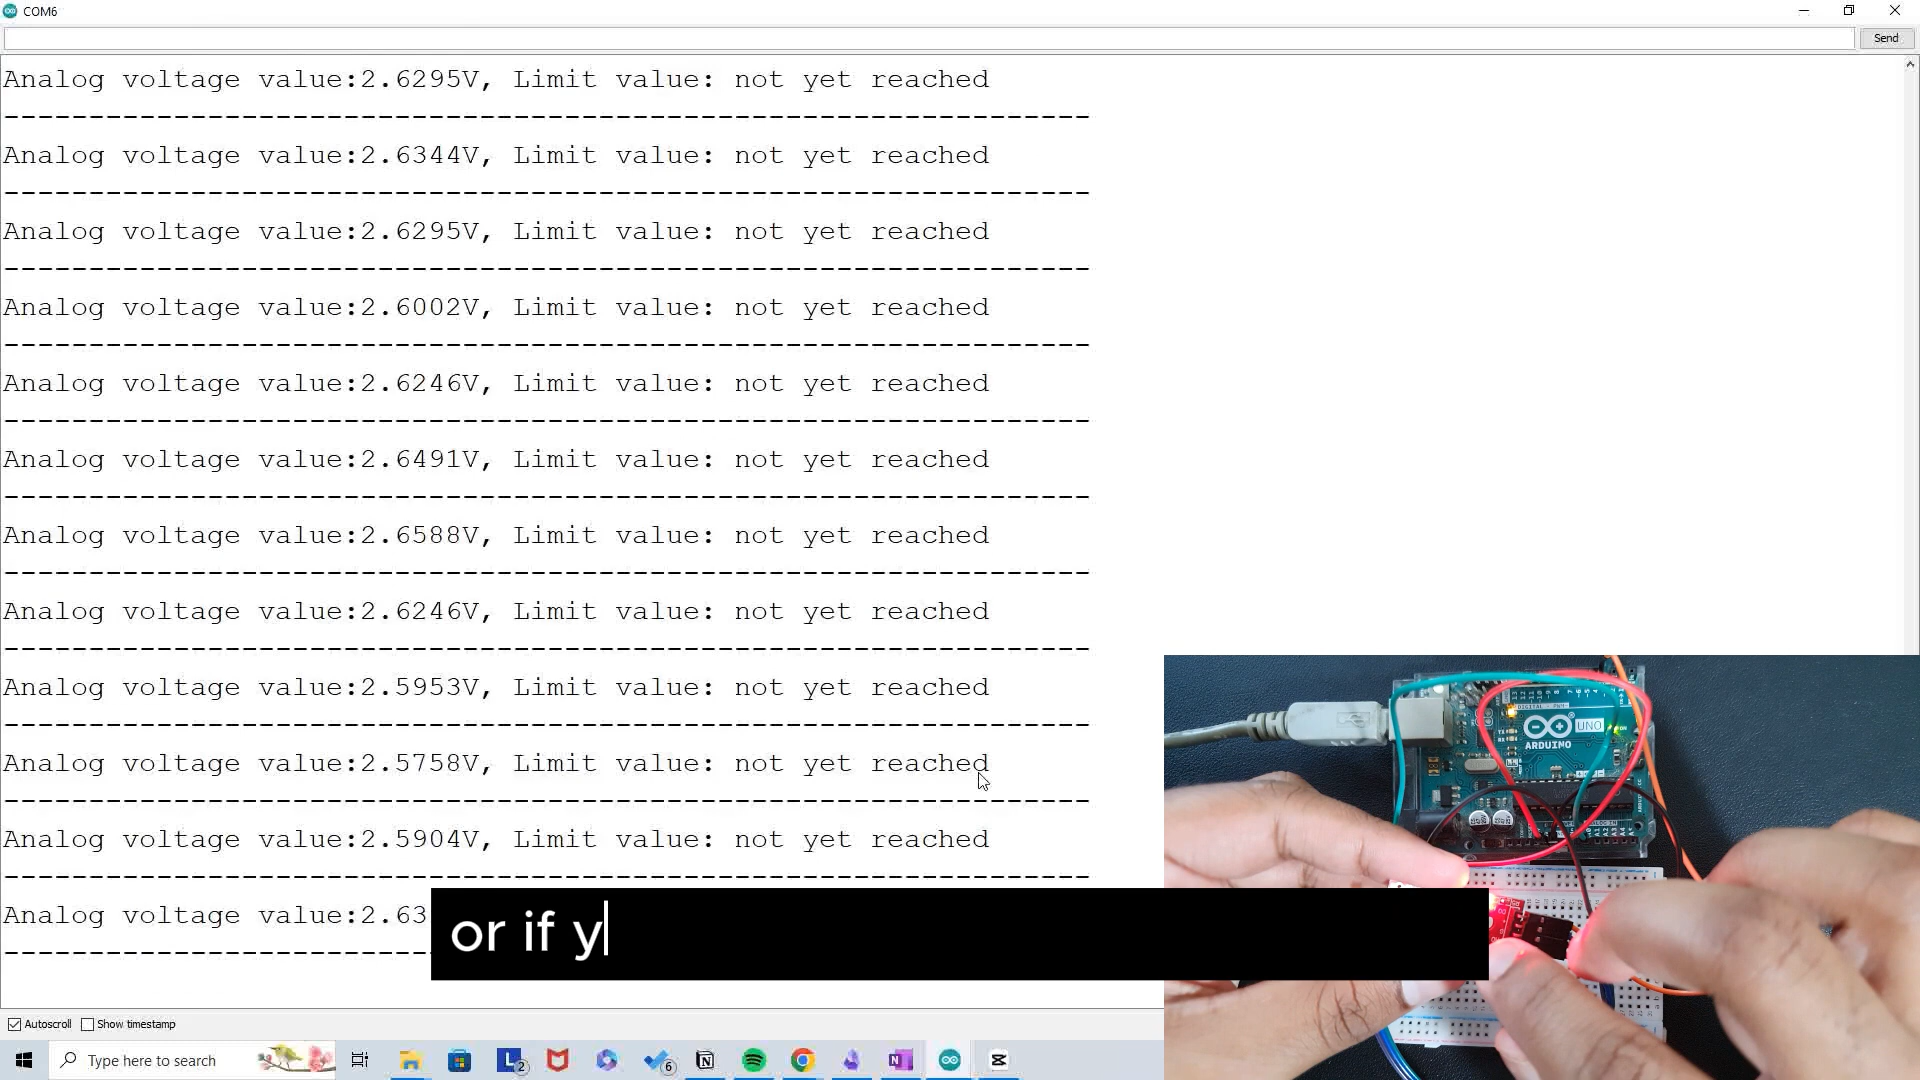 COM6
Send
Analog voltage value:2.6295V, Limit value: not yet reached
----------------------------------------------------------------
Analog voltage value:2.6344V, Limit value: not yet reached
----------------------------------------------------------------
Analog voltage value:2.6295V, Limit value: not yet reached
----------------------------------------------------------------
Analog voltage value:2.6002V, Limit value: not yet reached
----------------------------------------------------------------
Analog voltage value:2.6246V, Limit value: not yet reached
----------------------------------------------------------------
Analog voltage value:2.6491V, Limit value: not yet reached
----------------------------------------------------------------
Analog voltage value:2.6588V, Limit value: not yet reached
----------------------------------------------------------------
Analog voltage value:2.6246V, Limit value: not yet reached
----------------------------------------------------------------
Analog voltage value:2.5953V, Limit value: not yet reached
----------------------------------------------------------------
Analog voltage value:2.5758V, Limit value: not yet reached
----------------------------------------------------------------
Analog voltage value:2.5904V, Limit value: not yet reached
----------------------------------------------------------------
Analog voltage value:2.63
or if y
UNO
ARDUINO
Autoscroll
Show timestamp
Type here to search
L 2
6